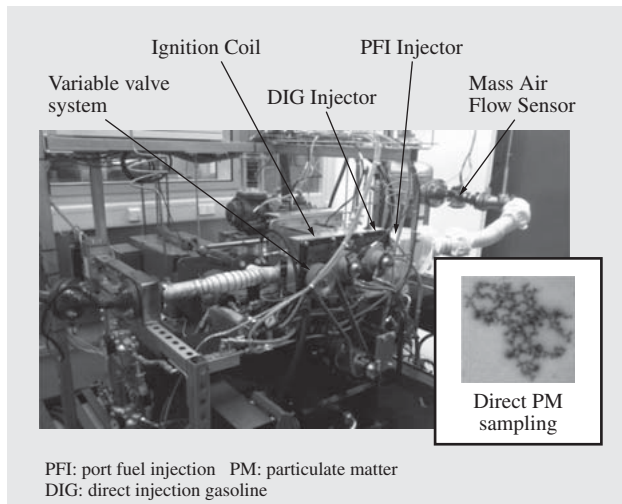 Ignition Coil
PFI Injector
Variable valve
system
DIG Injector
Mass Air
Flow Sensor
Direct PM
sampling
PFI: port fuel injection PM: particulate matter
DIG: direct injection gasoline